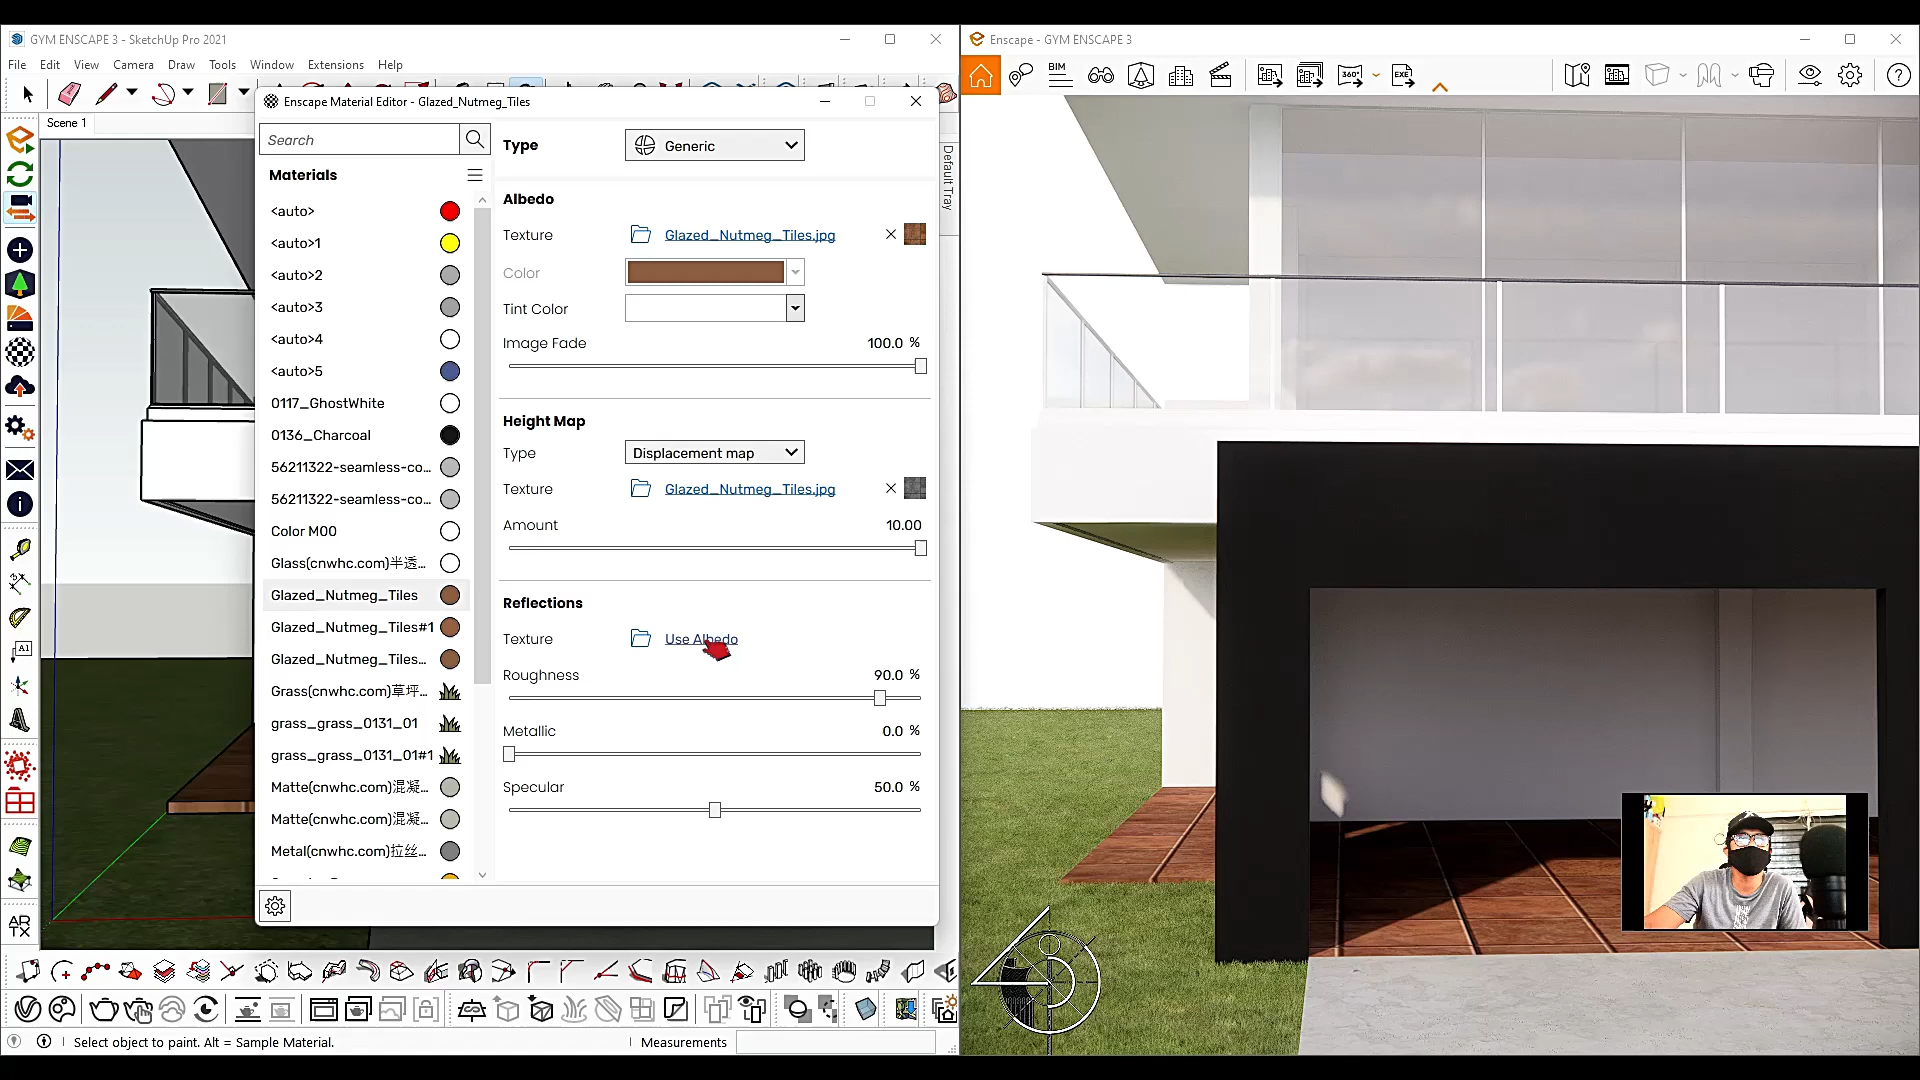 GYM ENSCAPE 3 - SketchUp Pro 2021
File Edit View Camera Draw Tools Window Extensions Help
Scene 1
Enscape Material Editor - Glazed_Nutmeg_Tiles
Search
Materials
<auto>
<auto>1
<auto>2
<auto>3
<auto>4
<auto>5
0117_GhostWhite
0136_Charcoal
56211322-seamless-co...
56211322-seamless-co...
Color M00
Glass(cnwhc.com)半透...
Glazed_Nutmeg_Tiles
Glazed_Nutmeg_Tiles#1
Glazed_Nutmeg_Tiles...
Grass(cnwhc.com)草坪...
grass_grass_0131_01
grass_grass_0131_01#1
Matte(cnwhc.com)混凝...
Matte(cnwhc.com)混凝...
Metal(cnwhc.com)拉丝...
Type Generic
Albedo
Texture Glazed_Nutmeg_Tiles.jpg
Color
Tint Color
Image Fade 100.0 %
Height Map
Type Displacement map
Texture Glazed_Nutmeg_Tiles.jpg
Amount 10.00
Reflections
Texture Use Albedo
Roughness 90.0 %
Metallic 0.0 %
Specular 50.0 %
Default Tray
A1
AR
TX
Select object to paint. Alt = Sample Material.
Measurements
Enscape - GYM ENSCAPE 3
BIM
360°
EXE
?